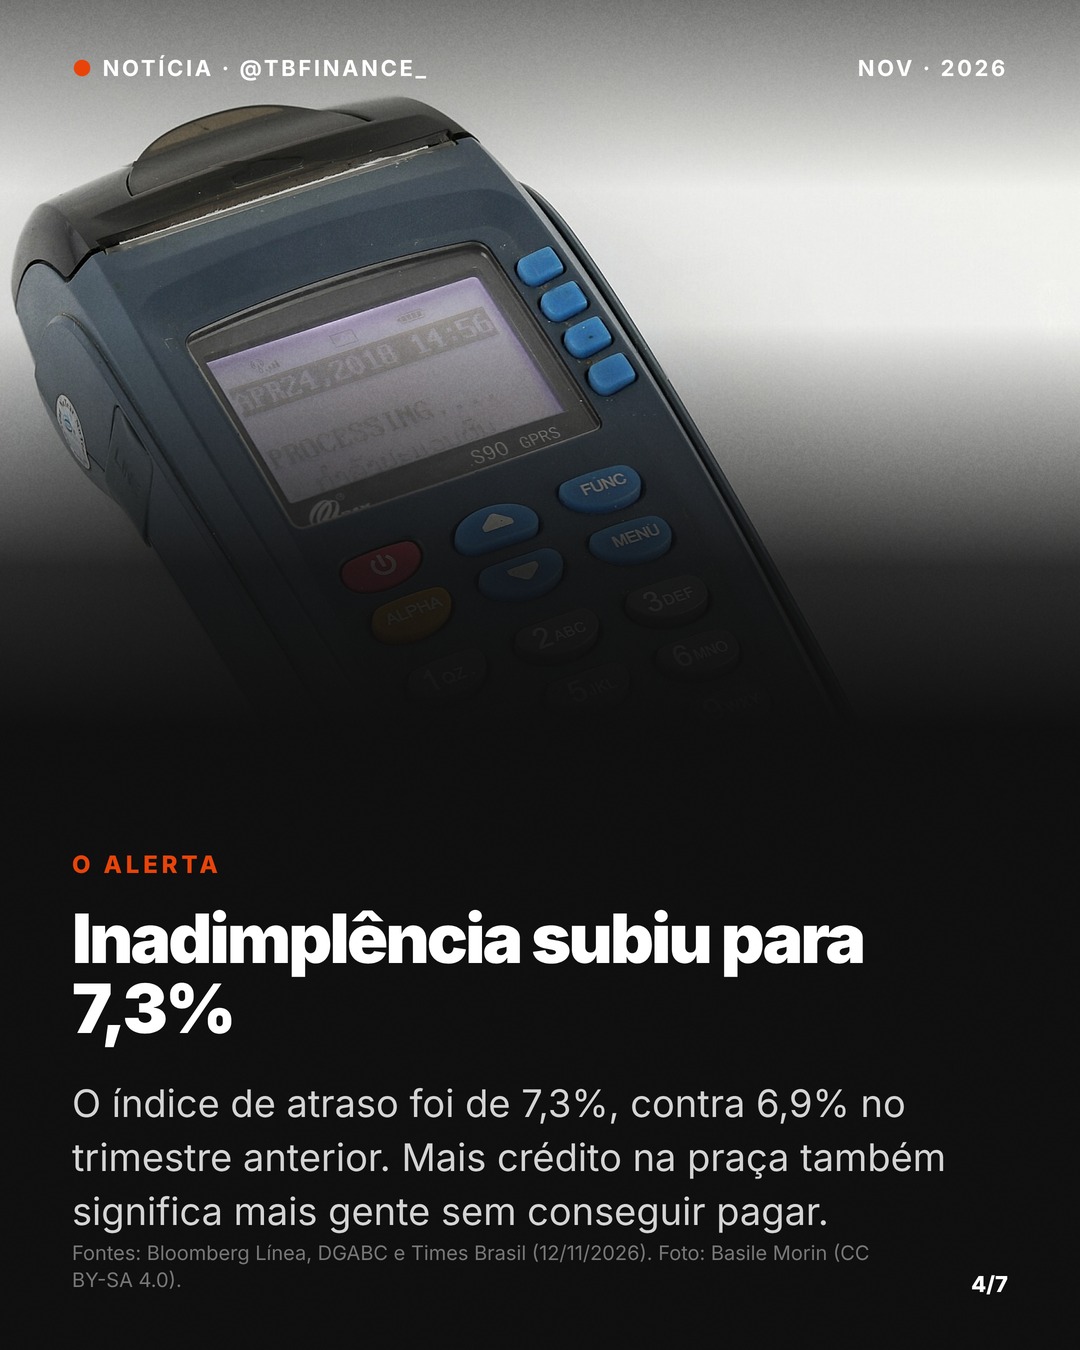 NOTÍCIA · @TBFINANCE_
NOV · 2026
APR24,2018 14:56
PROCESSING....
S90 GPRS
FUNC
MENU
ALPHA
3DEF
2ABC
6MNO
1QZ.
5JKL
O ALERTA
Inadimplência subiu para
7,3%
O índice de atraso foi de 7,3%, contra 6,9% no
trimestre anterior. Mais crédito na praça também
significa mais gente sem conseguir pagar.
Fontes: Bloomberg Línea, DGABC e Times Brasil (12/11/2026). Foto: Basile Morin (CC
BY-SA 4.0).
4/7